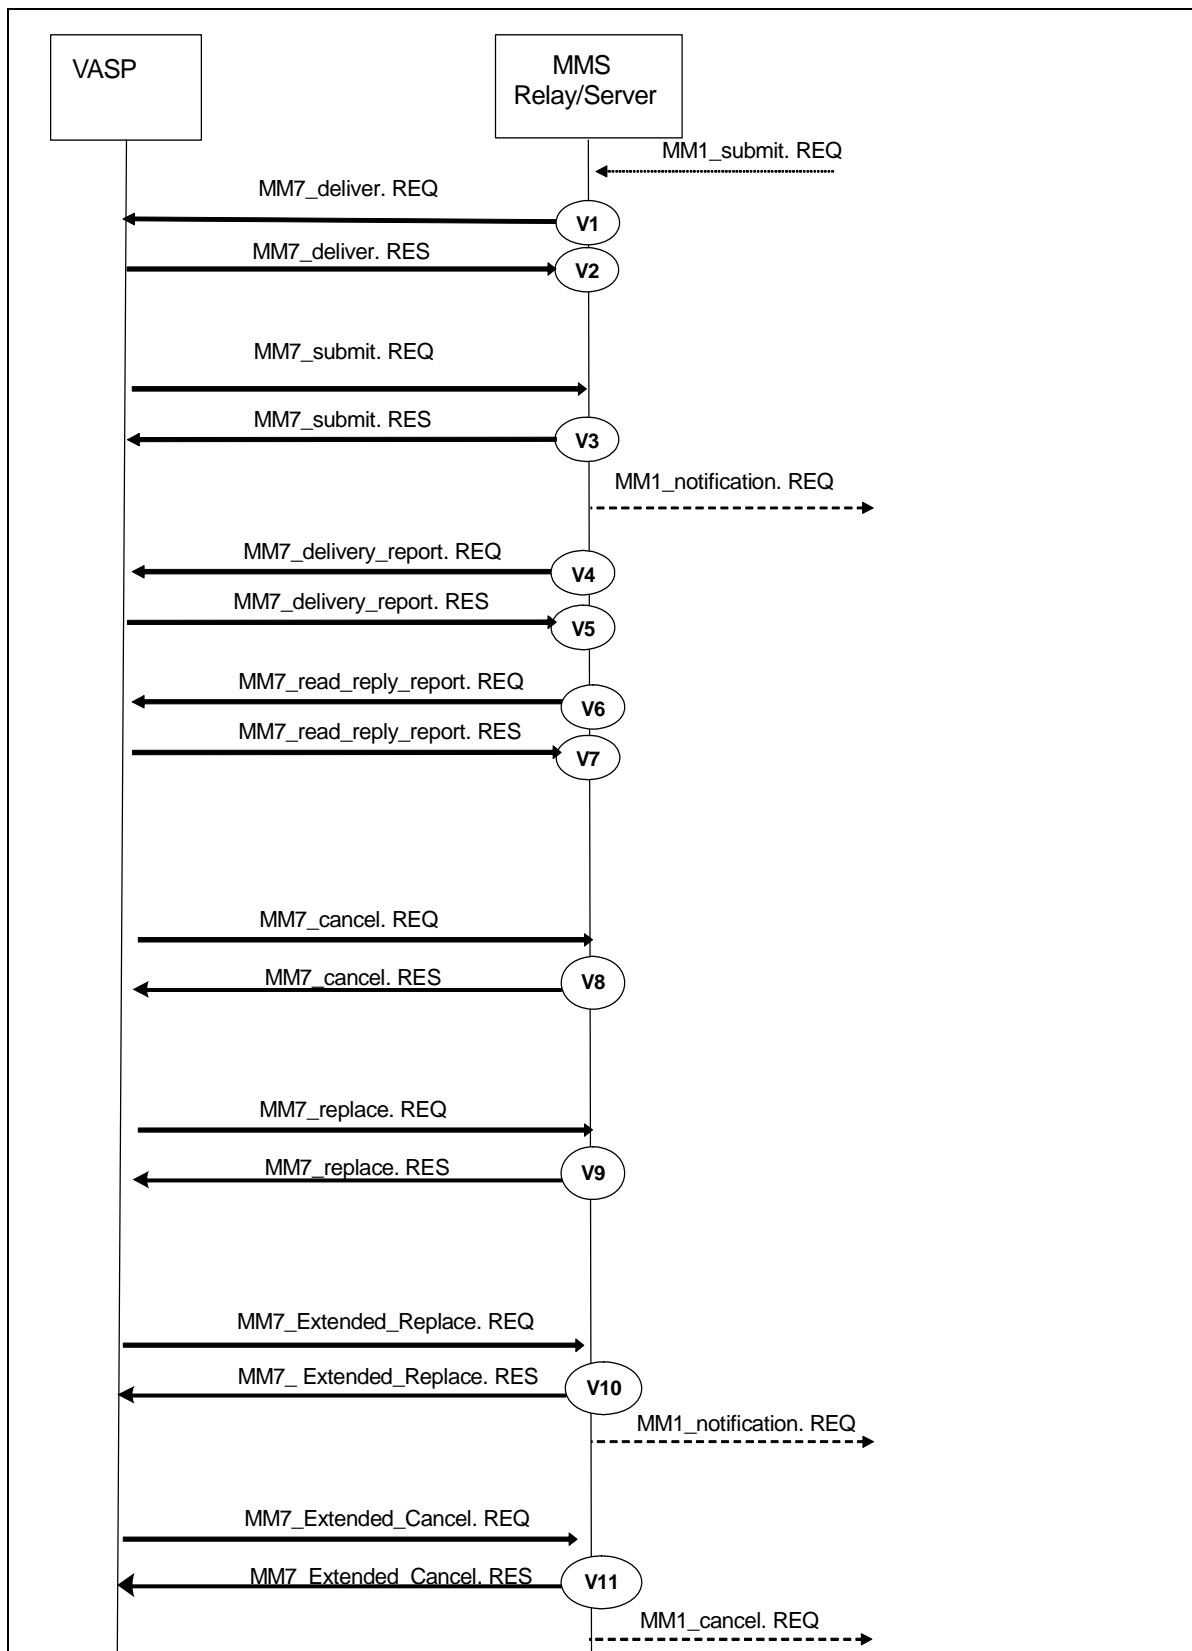 VASP
MMS
Relay/Server
MM1_submit. REQ
MM7_deliver. REQ
V1
MM7_deliver. RES
V2
MM7_submit. REQ
MM7_submit. RES
V3
MM1_notification. REQ
MM7_delivery_report. REQ
V4
MM7_delivery_report. RES
V5
MM7_read_reply_report. REQ
V6
MM7_read_reply_report. RES
V7
MM7_cancel. REQ
MM7_cancel. RES
V8
MM7_replace. REQ
MM7_replace. RES
V9
MM7_Extended_Replace. REQ
MM7_ Extended_Replace. RES
V10
MM1_notification. REQ
MM7_Extended_Cancel. REQ
MM7_Extended_Cancel. RES
V11
MM1_cancel. REQ